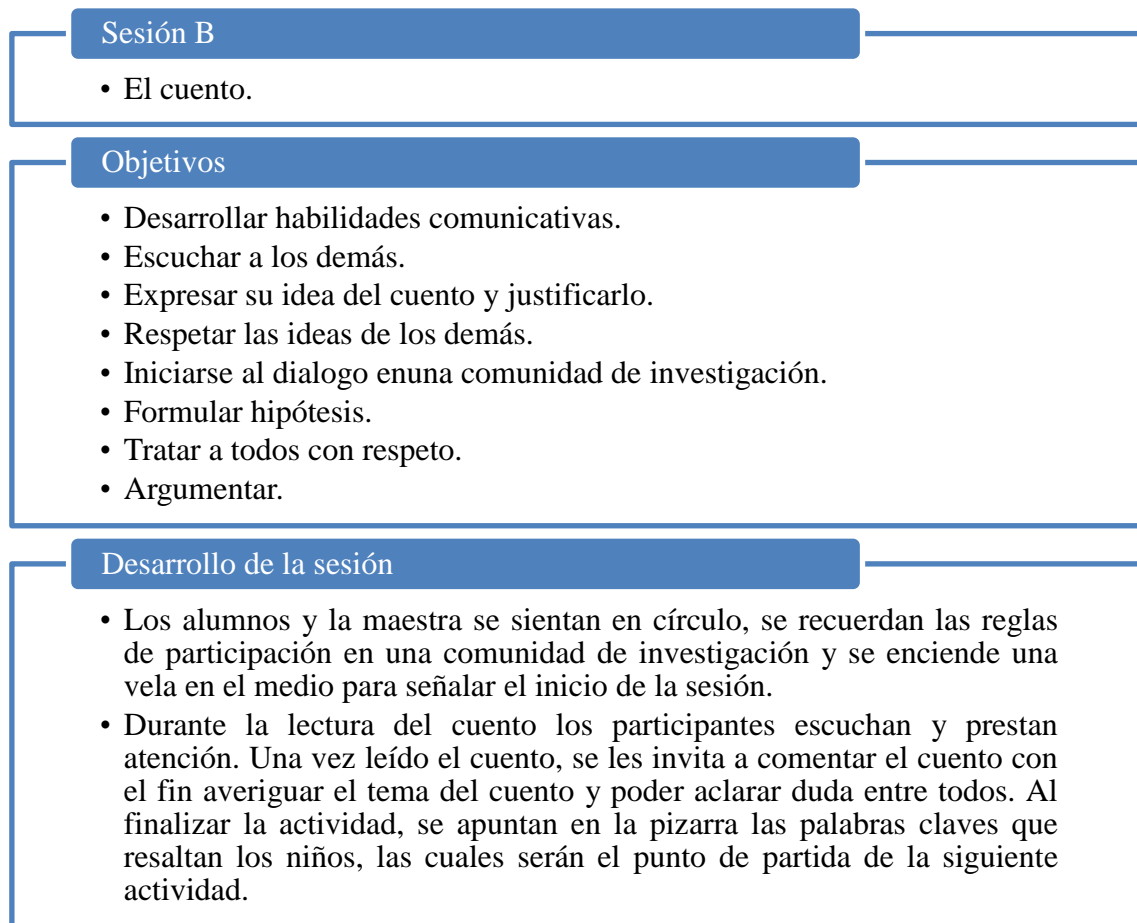 Sesión B
• El cuento.
Objetivos
• Desarrollar habilidades comunicativas.
• Escuchar a los demás.
• Expresar su idea del cuento y justificarlo.
• Respetar las ideas de los demás.
• Iniciarse al dialogo enuna comunidad de investigación.
• Formular hipótesis.
• Tratar a todos con respeto.
• Argumentar.
Desarrollo de la sesión
• Los alumnos y la maestra se sientan en círculo, se recuerdan las reglas
de participación en una comunidad de investigación y se enciende una
vela en el medio para señalar el inicio de la sesión.
• Durante la lectura del cuento los participantes escuchan y prestan
atención. Una vez leído el cuento, se les invita a comentar el cuento con
el fin averiguar el tema del cuento y poder aclarar duda entre todos. Al
finalizar la actividad, se apuntan en la pizarra las palabras claves que
resaltan los niños, las cuales serán el punto de partida de la siguiente
actividad.